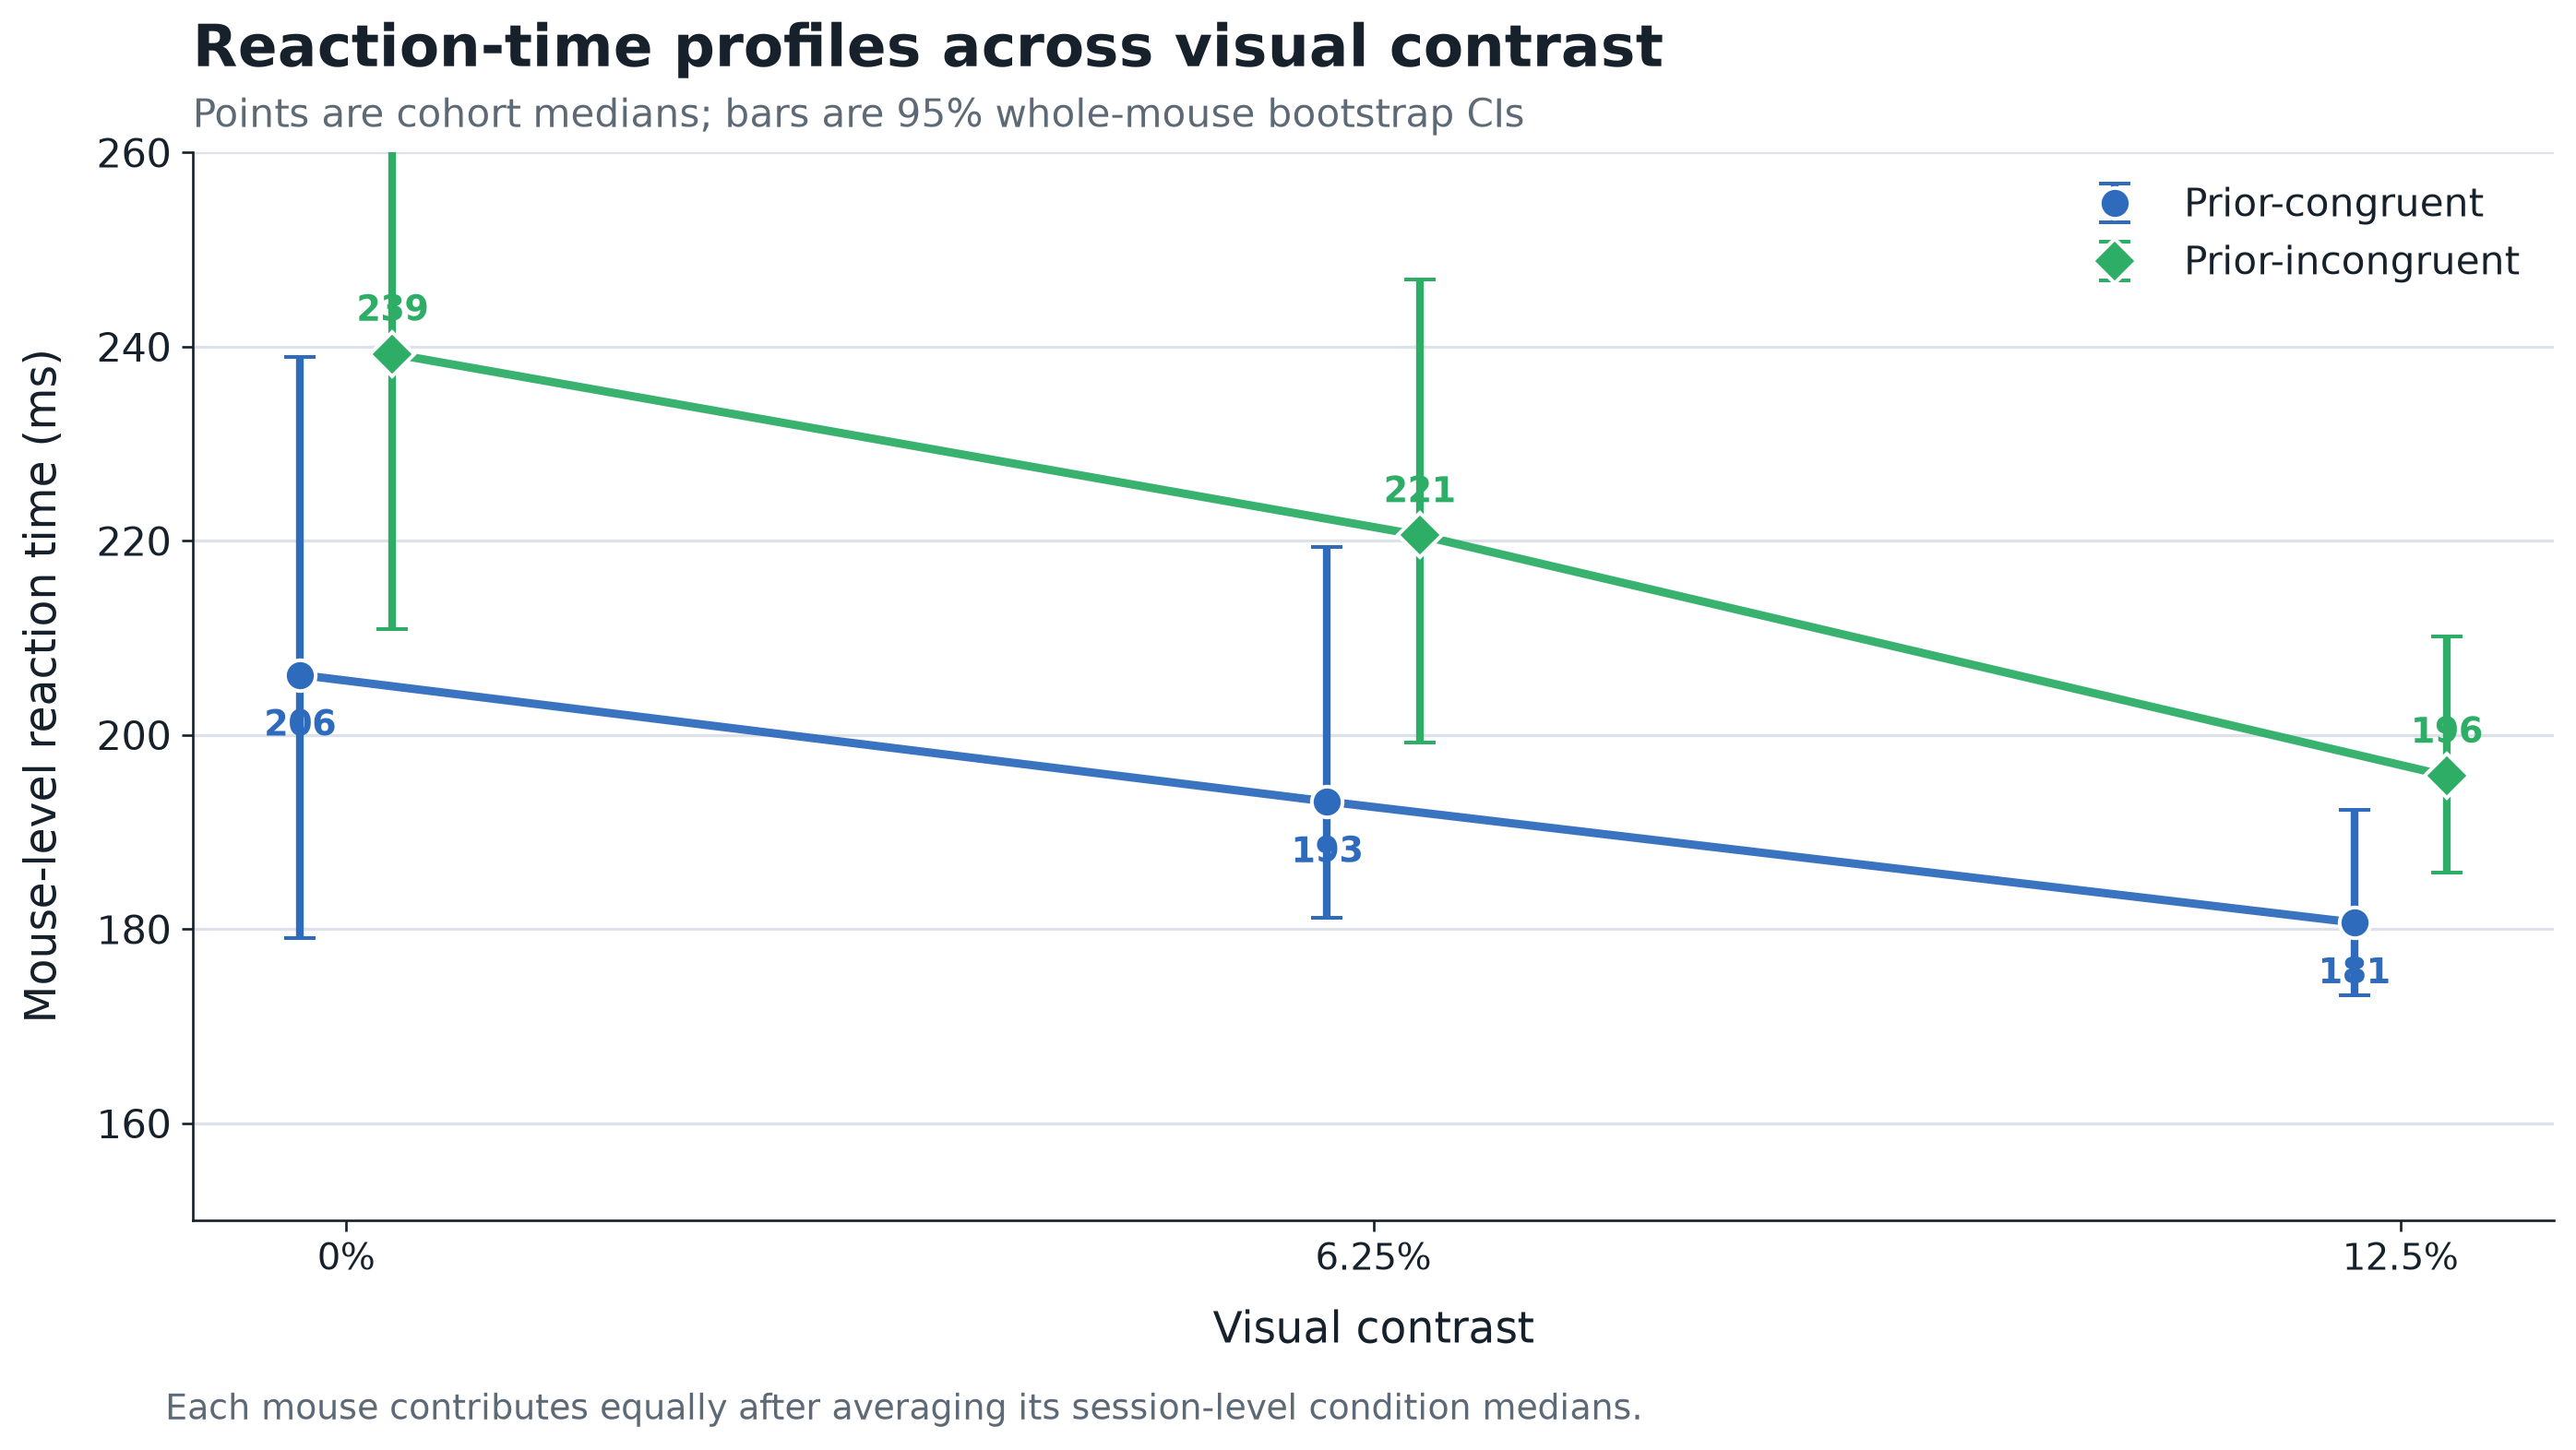 Reaction-time profiles across visual contrast
Points are cohort medians; bars are 95% whole-mouse bootstrap CIs
260
240
220
200
180
160
Mouse-level reaction time (ms)
Prior-congruent
Prior-incongruent
239
221
196
206
193
181
0%
6.25%
12.5%
Visual contrast
Each mouse contributes equally after averaging its session-level condition medians.